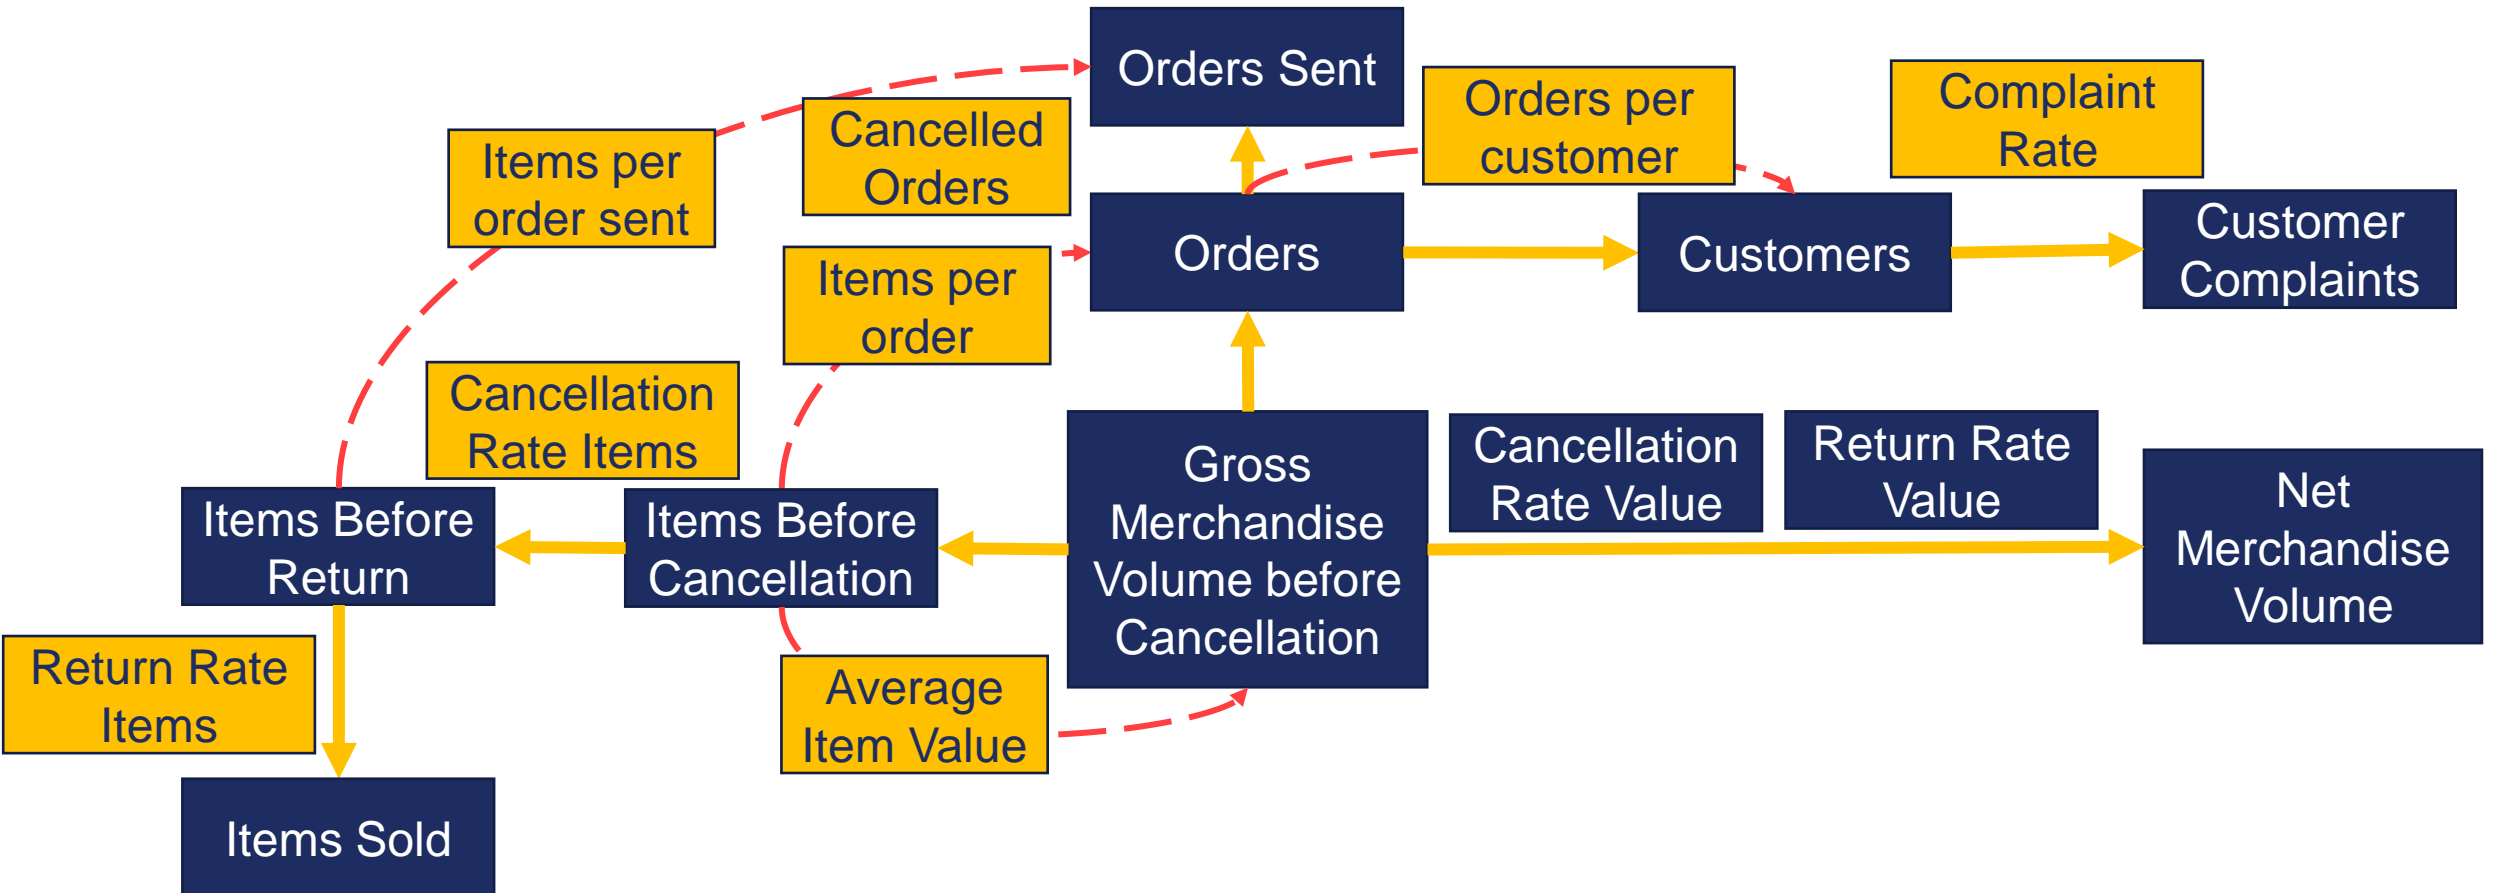 Orders Sent
Orders per
customer
Complaint
Rate
Cancelled
Orders
Items per
order sent
Orders
Customers
Customer
Complaints
Items per
order
Cancellation
Rate Items
Gross
Merchandise
Volume before
Cancellation
Cancellation
Rate Value
Return Rate
Value
Net
Merchandise
Volume
Items Before
Return
Items Before
Cancellation
Return Rate
Items
Average
Item Value
Items Sold